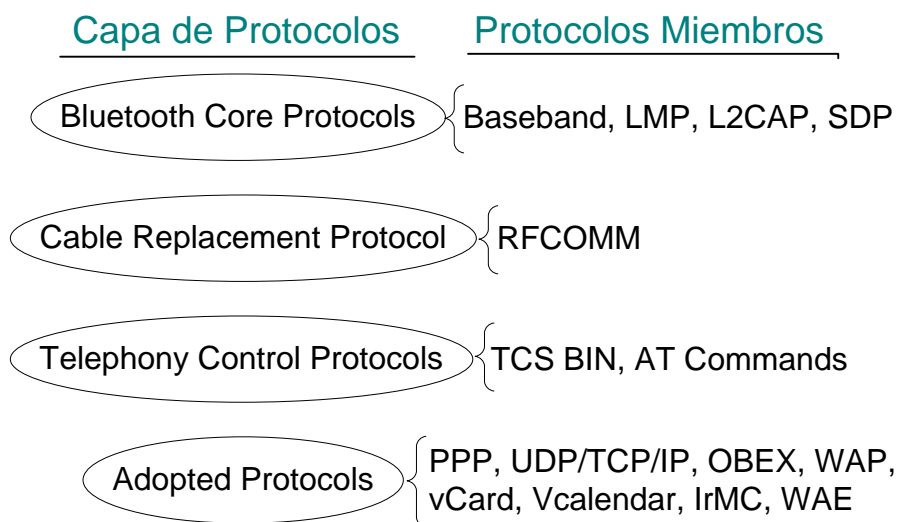 Capa de Protocolos Protocolos Miembros
Bluetooth Core Protocols Baseband, LMP, L2CAP, SDP
Cable Replacement Protocol RFCOMM
Telephony Control Protocols TCS BIN, AT Commands
Adopted Protocols PPP, UDP/TCP/IP, OBEX, WAP,
vCard, Vcalendar, IrMC, WAE